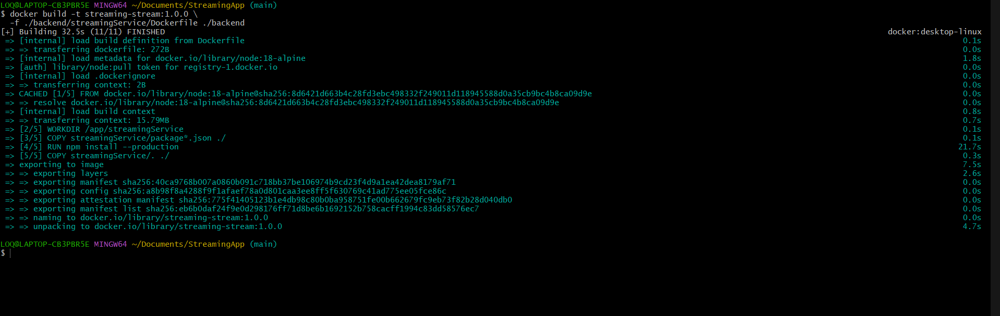 LOQ@LAPTOP-CB3PBR5E MINGW64 ~/Documents/StreamingApp (main)
$ docker build -t streaming-stream:1.0.0 \
  -f ./backend/streamingService/Dockerfile ./backend
[+] Building 32.5s (11/11) FINISHED docker:desktop-linux
=> [internal] load build definition from Dockerfile 0.1s
=> => transferring dockerfile: 272B 0.0s
=> [internal] load metadata for docker.io/library/node:18-alpine 1.8s
=> [auth] library/node:pull token for registry-1.docker.io 0.0s
=> [internal] load .dockerignore 0.0s
=> => transferring context: 2B 0.0s
=> CACHED [1/5] FROM docker.io/library/node:18-alpine@sha256:8d6421d663b4c28fd3ebc498332f249011d118945588d0a35cb9bc4b8ca09d9e 0.0s
=> => resolve docker.io/library/node:18-alpine@sha256:8d6421d663b4c28fd3ebc498332f249011d118945588d0a35cb9bc4b8ca09d9e 0.0s
=> [internal] load build context 0.8s
=> => transferring context: 15.79MB 0.7s
=> [2/5] WORKDIR /app/streamingService 0.1s
=> [3/5] COPY streamingService/package*.json ./ 0.1s
=> [4/5] RUN npm install --production 21.7s
=> [5/5] COPY streamingService/. ./ 0.3s
=> exporting to image 7.5s
=> => exporting layers 2.6s
=> => exporting manifest sha256:40ca9768b007a0860b091c718bb37be106974b9cd23f4d9a1ea42dea8179af71 0.0s
=> => exporting config sha256:a8b98f8a4288f9f1afaef78a0d801caa3ee8ff5f630769c41ad775ee05fce86c 0.0s
=> => exporting attestation manifest sha256:775f41405123b1e4db98c80b0ba958751fe00b662679fc9eb73f82b28d040db0 0.0s
=> => exporting manifest list sha256:eb6b0daf24f9e0d298176ff71d8be6b1692152b758cacff1994c83dd58576ec7 0.0s
=> => naming to docker.io/library/streaming-stream:1.0.0 0.0s
=> => unpacking to docker.io/library/streaming-stream:1.0.0 4.7s
LOQ@LAPTOP-CB3PBR5E MINGW64 ~/Documents/StreamingApp (main)
$